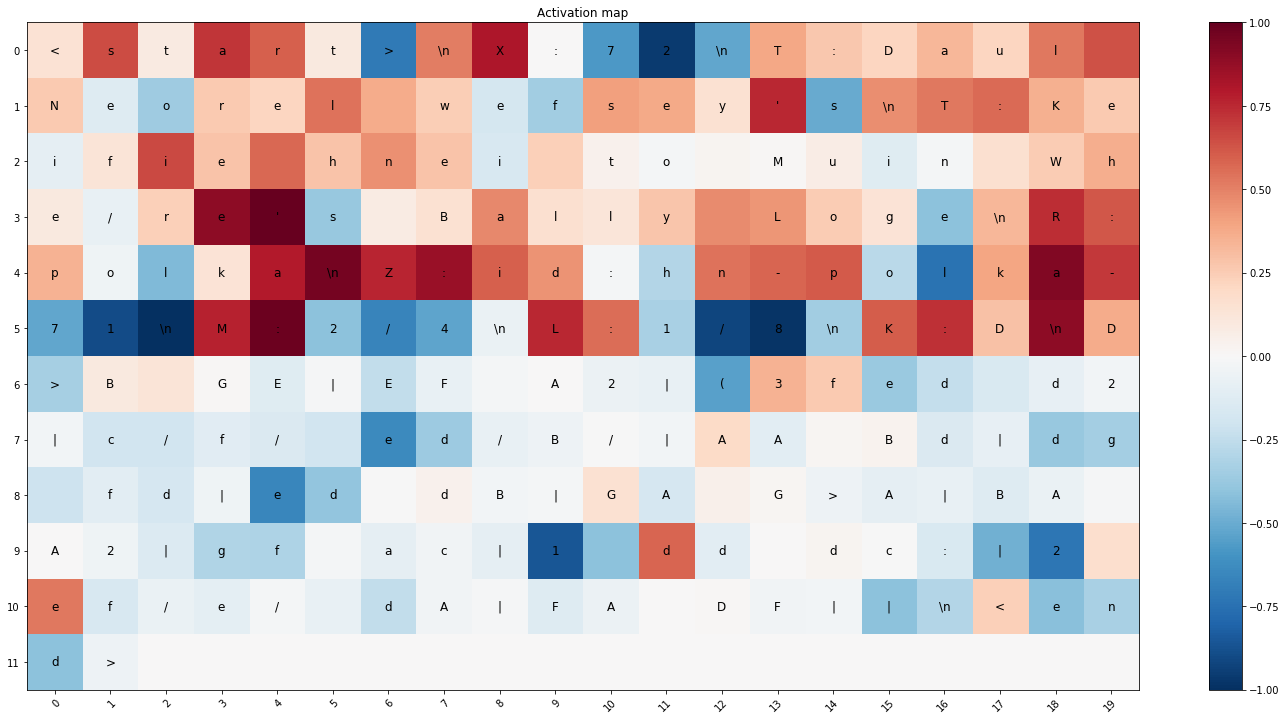 Activation map
0 < s t a r t > \n X : 7 2 \n T : D a u l
1 N e o r e l w e f s e y ' s \n T : K e
2 i f i e h n e i t o M u i n W h
3 e / r e ' s B a l l y L o g e \n R :
4 p o l k a \n Z : i d : h n - p o l k a -
5 7 1 \n M : 2 / 4 \n L : 1 / 8 \n K : D \n D
6 > B G E | E F A 2 | ( 3 f e d d 2
7 | c / f / e d / B / | A A B d | d g
8 f d | e d d B | G A G > A | B A
9 A 2 | g f a c | 1 d d d c : | 2
10 e f / e / d A | F A D F | | \n < e n
11 d >
0 1 2 3 4 5 6 7 8 9 10 11 12 13 14 15 16 17 18 19
1.00
0.75
0.50
0.25
0.00
−0.25
−0.50
−0.75
−1.00